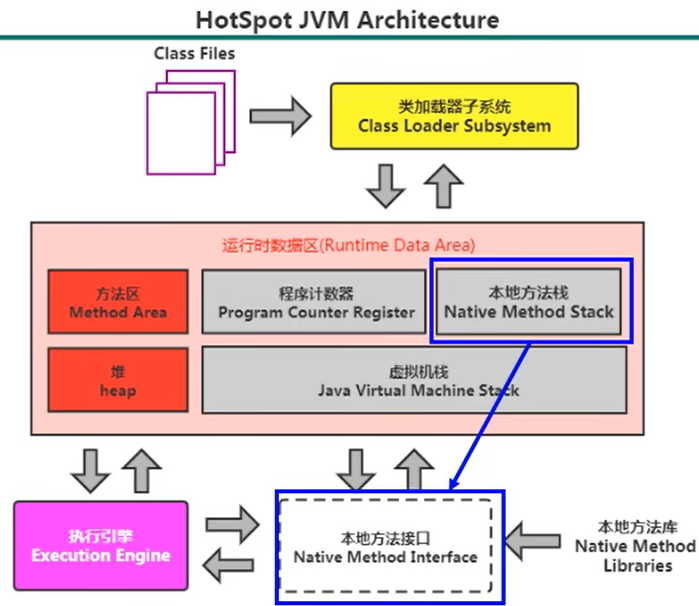 HotSpot JVM Architecture
Class Files
类加载器子系统
Class Loader Subsystem
运行时数据区(Runtime Data Area)
方法区
Method Area
程序计数器
Program Counter Register
本地方法栈
Native Method Stack
堆
heap
虚拟机栈
Java Virtual Machine Stack
执行引擎
Execution Engine
本地方法接口
Native Method Interface
本地方法库
Native Method
Libraries